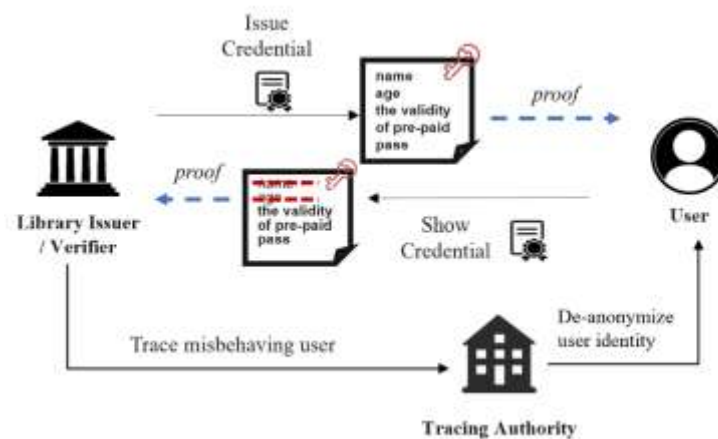 Issue
Credential
name
age
the validity
of pre-paid
pass
proof
proof
name
age
the validity
of pre-paid
pass
Library Issuer
/ Verifier
Show
Credential
User
Trace misbehaving user
De-anonymize
user identity
Tracing Authority